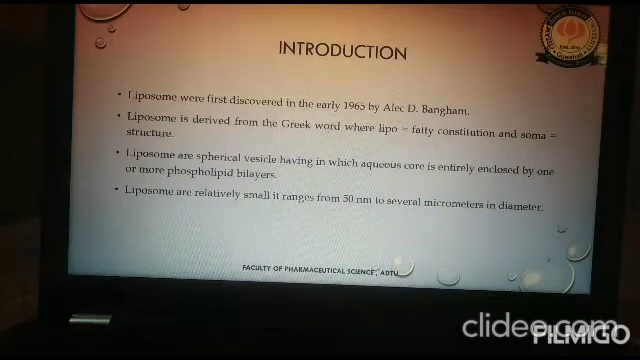 INTRODUCTION
• Liposome were first discovered in the early 1965 by Alec D. Bangham.
• Liposome is derived from the Greek word where lipo = fatty constitution and soma =
structure.
• Liposome are spherical vesicle having in which aqueous core is entirely enclosed by one
or more phospholipid bilayers.
• Liposome are relatively small it ranges from 50 nm to several micrometers in diameter.
FACULTY OF PHARMACEUTICAL SCIENCE, ADTU
clideo.com
FILMIGO